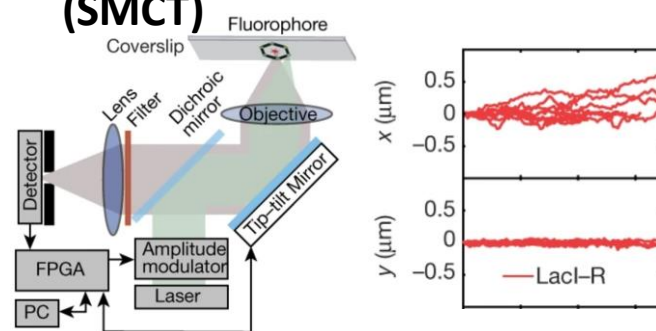 (SMCT)
Fluorophore
Coverslip
Lens
Filter
Dichroic
mirror
Objective
Detector
Tip–tilt Mirror
FPGA
Amplitude
modulator
PC
Laser
x (μm)
0.5
0
−0.5
y (μm)
0.5
0
−0.5
LacI–R